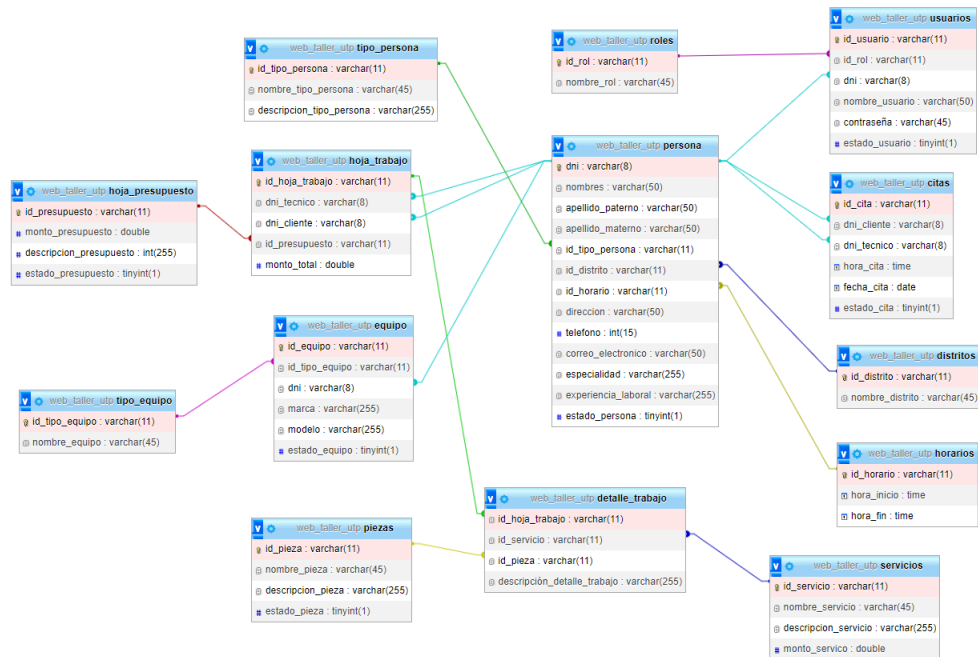 web_taller_utp tipo_persona
id_tipo_persona : varchar(11)
nombre_tipo_persona : varchar(45)
descripcion_tipo_persona : varchar(255)
web_taller_utp roles
id_rol : varchar(11)
nombre_rol : varchar(45)
web_taller_utp usuarios
id_usuario : varchar(11)
id_rol : varchar(11)
dni : varchar(8)
nombre_usuario : varchar(50)
contraseña : varchar(45)
estado_usuario : tinyint(1)
web_taller_utp hoja_presupuesto
id_presupuesto : varchar(11)
monto_presupuesto : double
descripcion_presupuesto : int(255)
estado_presupuesto : tinyint(1)
web_taller_utp hoja_trabajo
id_hoja_trabajo : varchar(11)
dni_tecnico : varchar(8)
dni_cliente : varchar(8)
id_presupuesto : varchar(11)
monto_total : double
web_taller_utp persona
dni : varchar(8)
nombres : varchar(50)
apellido_paterno : varchar(50)
apellido_materno : varchar(50)
id_tipo_persona : varchar(11)
id_distrito : varchar(11)
id_horario : varchar(11)
direccion : varchar(50)
telefono : int(15)
correo_electronico : varchar(50)
especialidad : varchar(255)
experiencia_laboral : varchar(255)
estado_persona : tinyint(1)
web_taller_utp citas
id_cita : varchar(11)
dni_cliente : varchar(8)
dni_tecnico : varchar(8)
hora_cita : time
fecha_cita : date
estado_cita : tinyint(1)
web_taller_utp equipo
id_equipo : varchar(11)
id_tipo_equipo : varchar(11)
dni : varchar(8)
marca : varchar(255)
modelo : varchar(255)
estado_equipo : tinyint(1)
web_taller_utp distritos
id_distrito : varchar(11)
nombre_distrito : varchar(45)
web_taller_utp tipo_equipo
id_tipo_equipo : varchar(11)
nombre_equipo : varchar(45)
web_taller_utp horarios
id_horario : varchar(11)
hora_inicio : time
hora_fin : time
web_taller_utp piezas
id_pieza : varchar(11)
nombre_pieza : varchar(45)
descripcion_pieza : varchar(255)
estado_pieza : tinyint(1)
web_taller_utp detalle_trabajo
id_hoja_trabajo : varchar(11)
id_servicio : varchar(11)
id_pieza : varchar(11)
descripción_detalle_trabajo : varchar(255)
web_taller_utp servicios
id_servicio : varchar(11)
nombre_servicio : varchar(45)
descripcion_servicio : varchar(255)
monto_servico : double